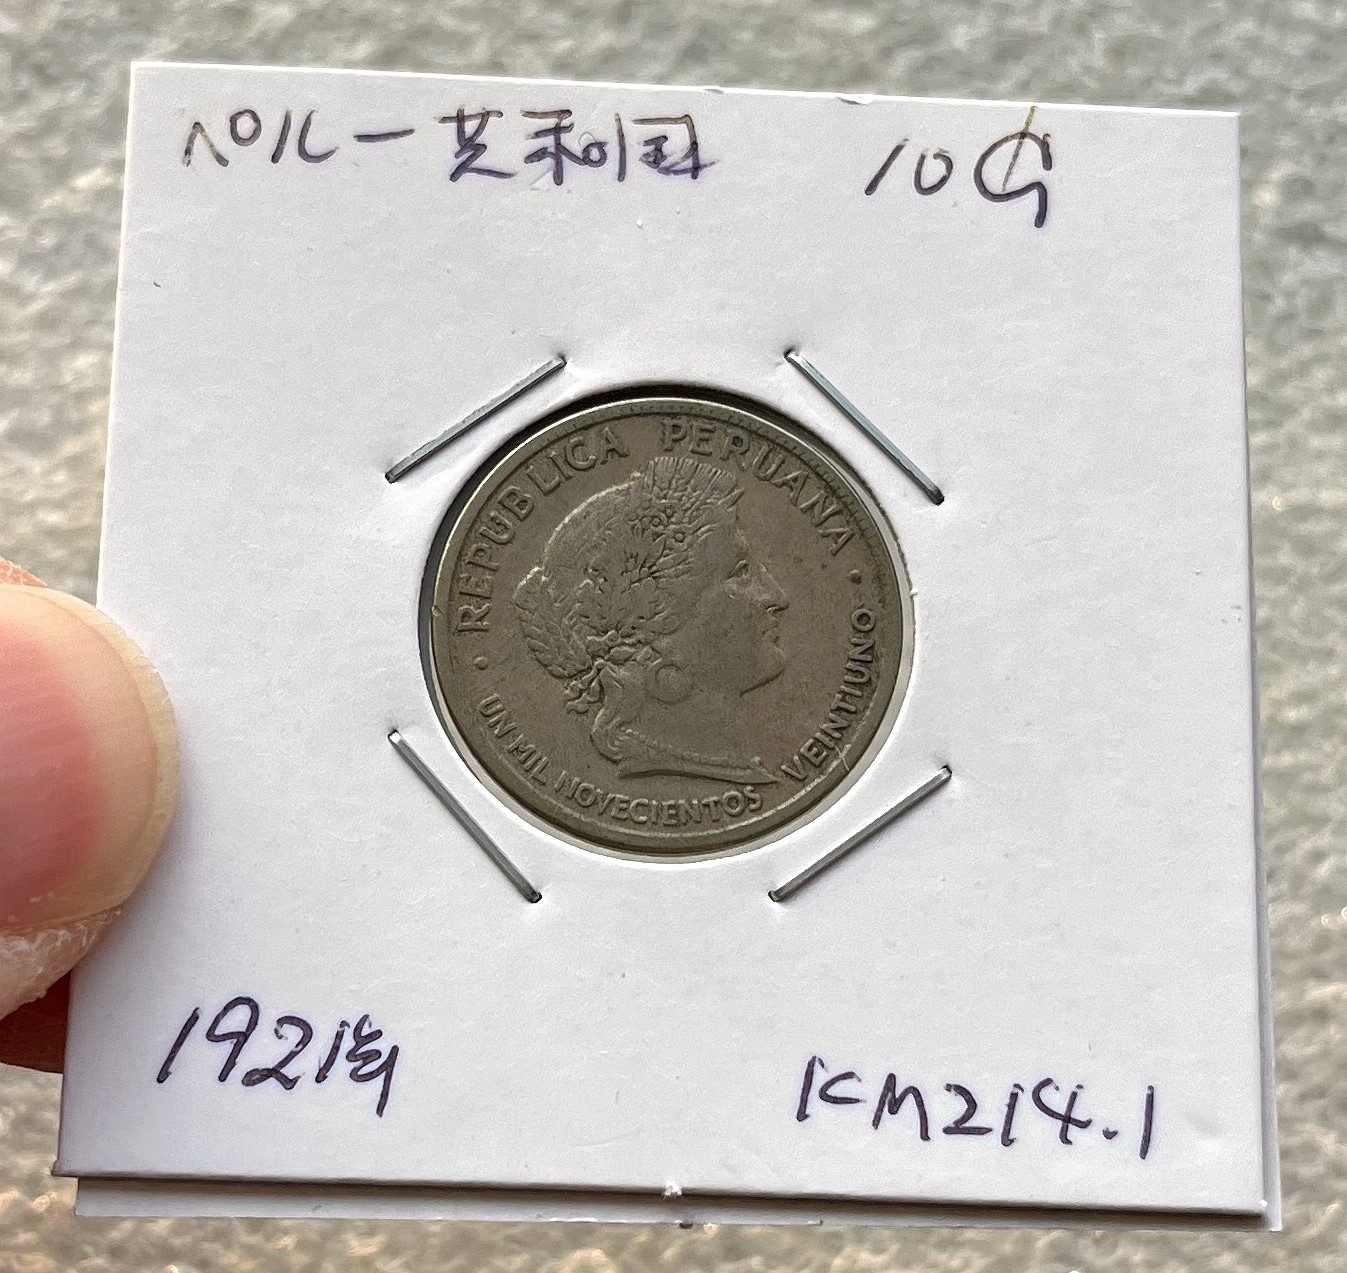 ペルー共和国 10₲
REPUBLICA PERUANA
UN MIL NOVECIENTOS VEINTIUNO
1921年 KM214.1